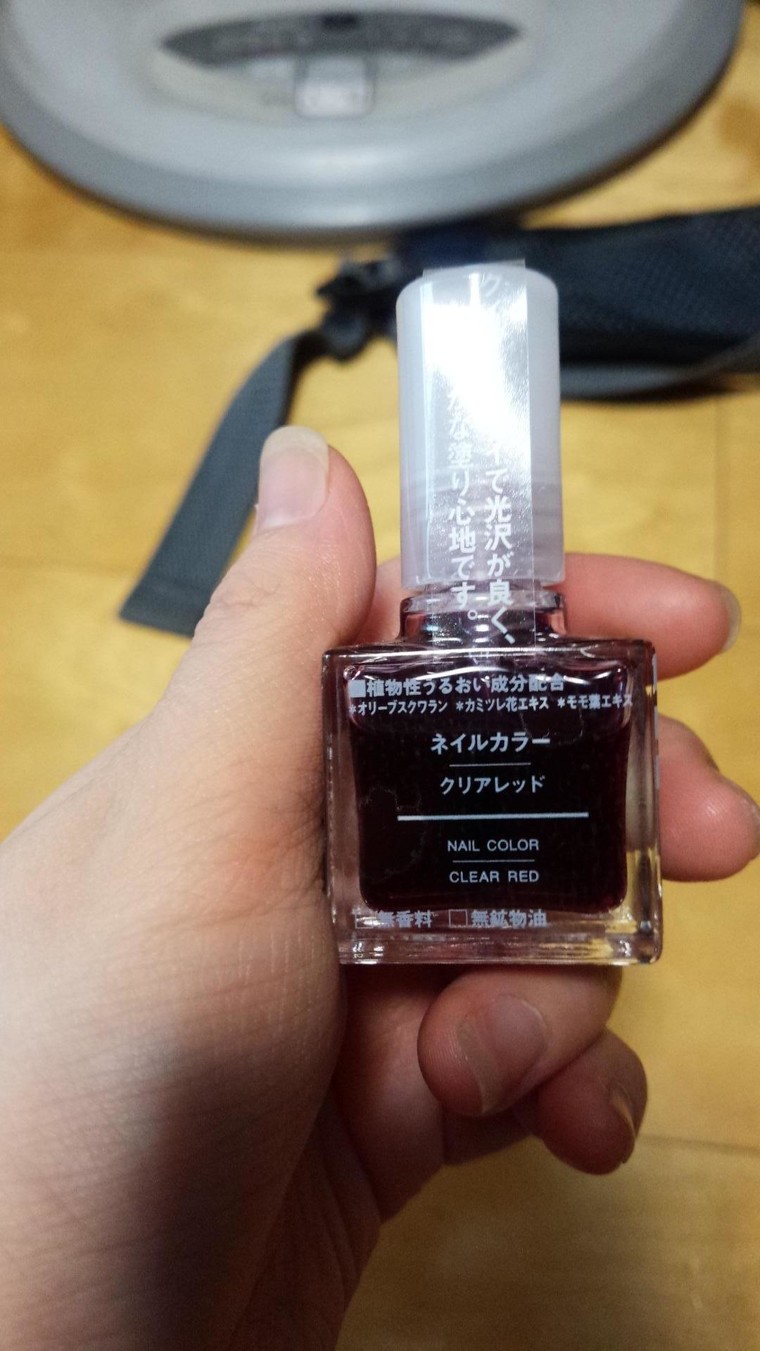 イで光沢が良く、
な塗り心地です。
■植物性うるおい成分配合
*オリーブスクワラン *カミツレ花エキス *モモ葉エキス
ネイルカラー
クリアレッド
NAIL COLOR
CLEAR RED
□無香料 □無鉱物油